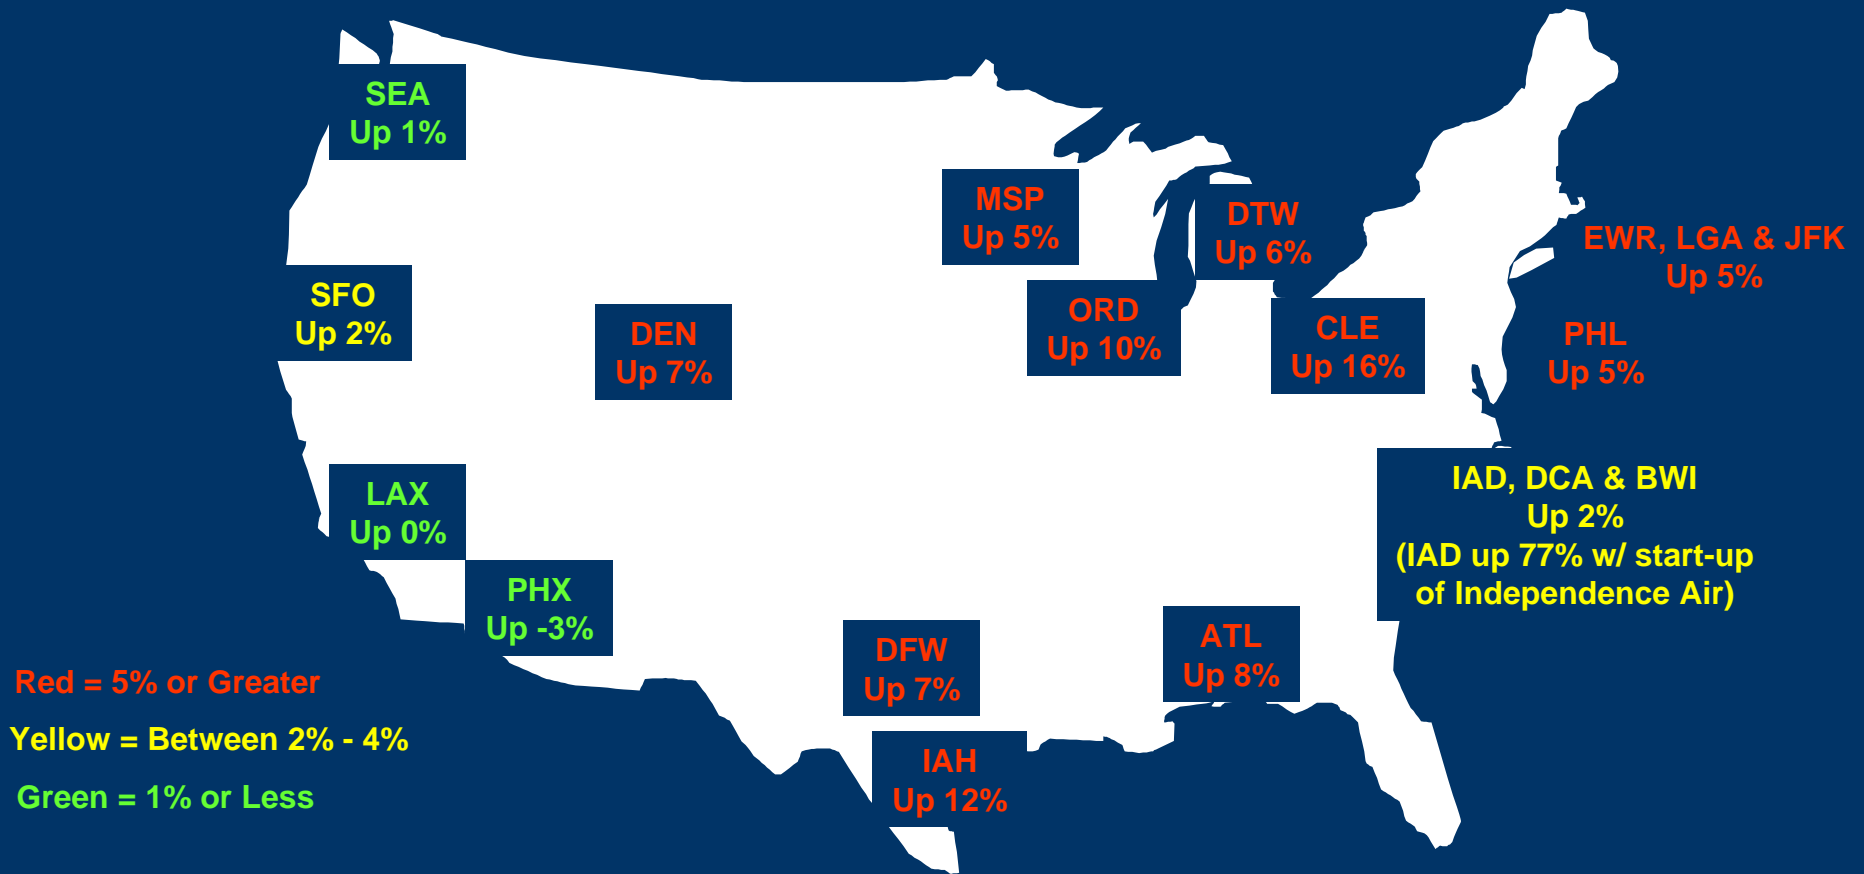 SEA
Up 1%
MSP
Up 5%
DTW
Up 6%
EWR, LGA & JFK
Up 5%
SFO
Up 2%
DEN
Up 7%
ORD
Up 10%
CLE
Up 16%
PHL
Up 5%
LAX
Up 0%
IAD, DCA & BWI
Up 2%
(IAD up 77% w/ start-up
of Independence Air)
PHX
Up -3%
DFW
Up 7%
ATL
Up 8%
IAH
Up 12%
Red = 5% or Greater
Yellow = Between 2% - 4%
Green = 1% or Less